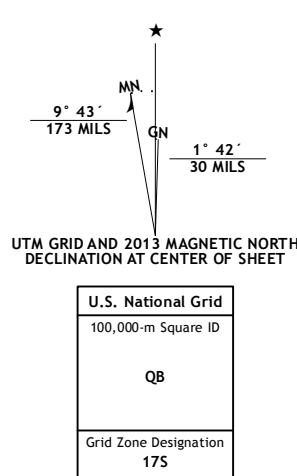 ★
MN
9° 43´
173 MILS
GN
1° 42´
30 MILS
UTM GRID AND 2013 MAGNETIC NORTH
DECLINATION AT CENTER OF SHEET
U.S. National Grid
100,000-m Square ID
QB
Grid Zone Designation
17S